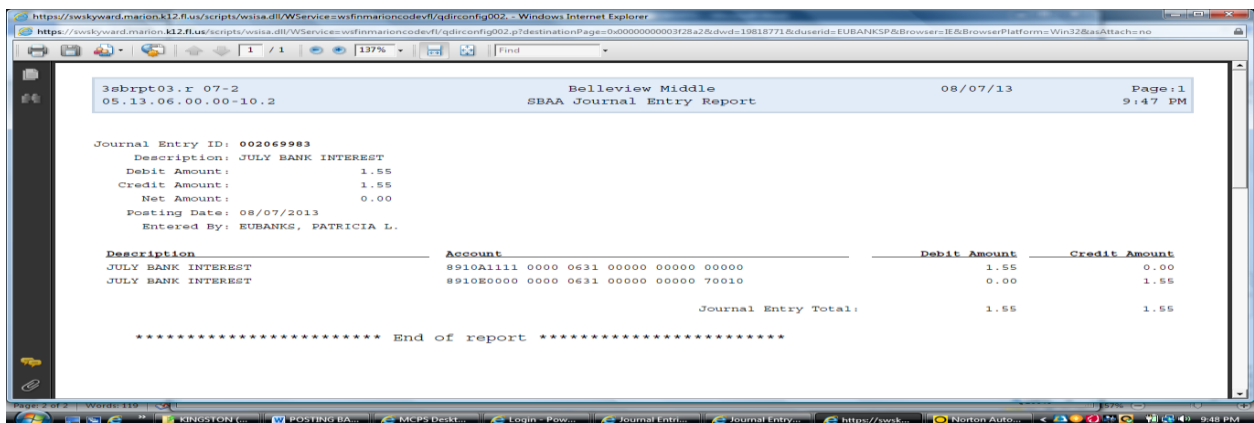 https://swskyward.marion.k12.fl.us/scripts/wsisa.dll/WService=wsfinmarioncodevfl/qdirconfig002, - Windows Internet Explorer
https://swskyward.marion.k12.fl.us/scripts/wsisa.dll/WService=wsfinmarioncodevfl/qdirconfig002.p?destinationPage=0x00000000003f28a2&dwd=19818771&duserid=EUBANKSP&Browser=IE&BrowserPlatform=Win32&asAttach=no
1 / 1 137% Find
3sbrpt03.r 07-2 Belleview Middle 08/07/13 Page:1
05.13.06.00.00-10.2 SBAA Journal Entry Report 9:47 PM
Journal Entry ID: 002069983
Description: JULY BANK INTEREST
Debit Amount: 1.55
Credit Amount: 1.55
Net Amount: 0.00
Posting Date: 08/07/2013
Entered By: EUBANKS, PATRICIA L.
Description Account Debit Amount Credit Amount
JULY BANK INTEREST 8910A1111 0000 0631 00000 00000 00000 1.55 0.00
JULY BANK INTEREST 8910E0000 0000 0631 00000 00000 70010 0.00 1.55
Journal Entry Total: 1.55 1.55
************************ End of report ************************
Page: 2 of 2 Words: 119 157%
KINGSTON (... POSTING BA... MCPS Deskt... Login - Pow... Journal Entri... Journal Entry... https://swsk... Norton Auto... 9:48 PM